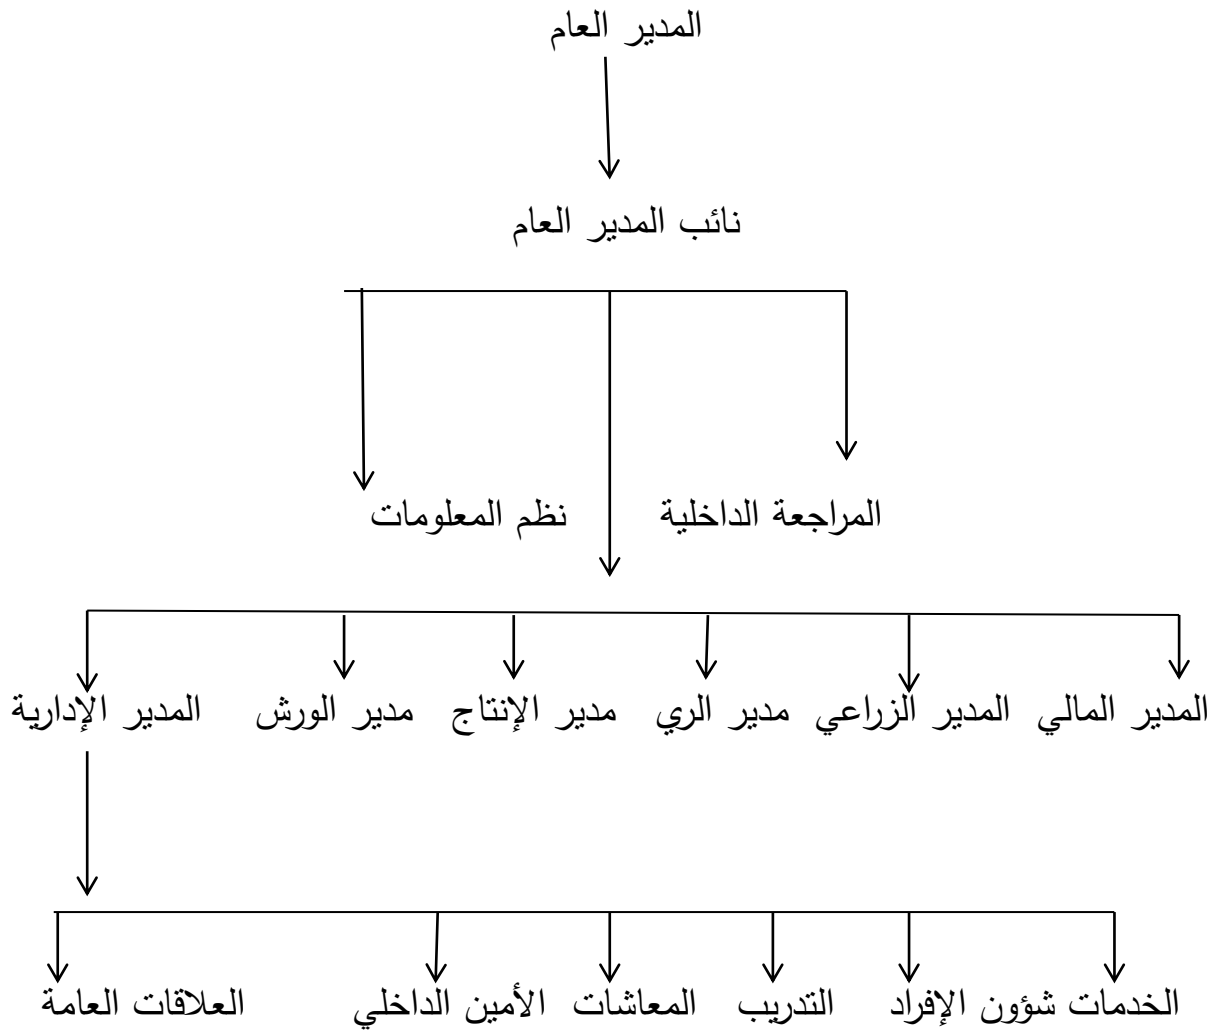 المدير العام
نائب المدير العام
المراجعة الداخلية نظم المعلومات
المدير المالي المدير الزراعي مدير الري مدير الإنتاج مدير الورش المدير الإدارية
الخدمات شؤون الإفراد التدريب المعاشات الأمين الداخلي العلاقات العامة